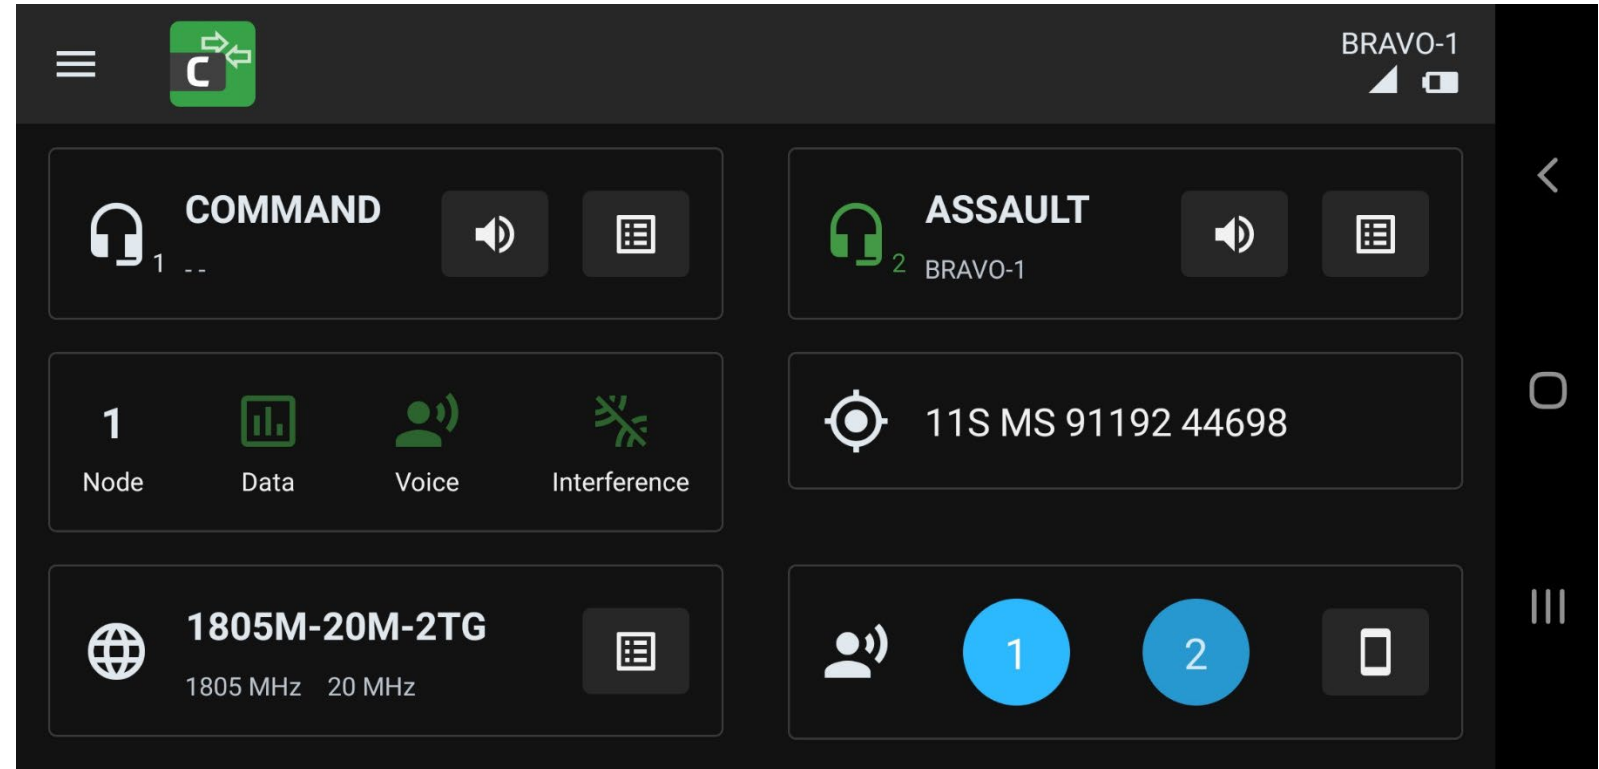 C
BRAVO-1
COMMAND
1
--
ASSAULT
2
BRAVO-1
1
Node
Data
Voice
Interference
11S MS 91192 44698
1805M-20M-2TG
1805 MHz 20 MHz
1
2